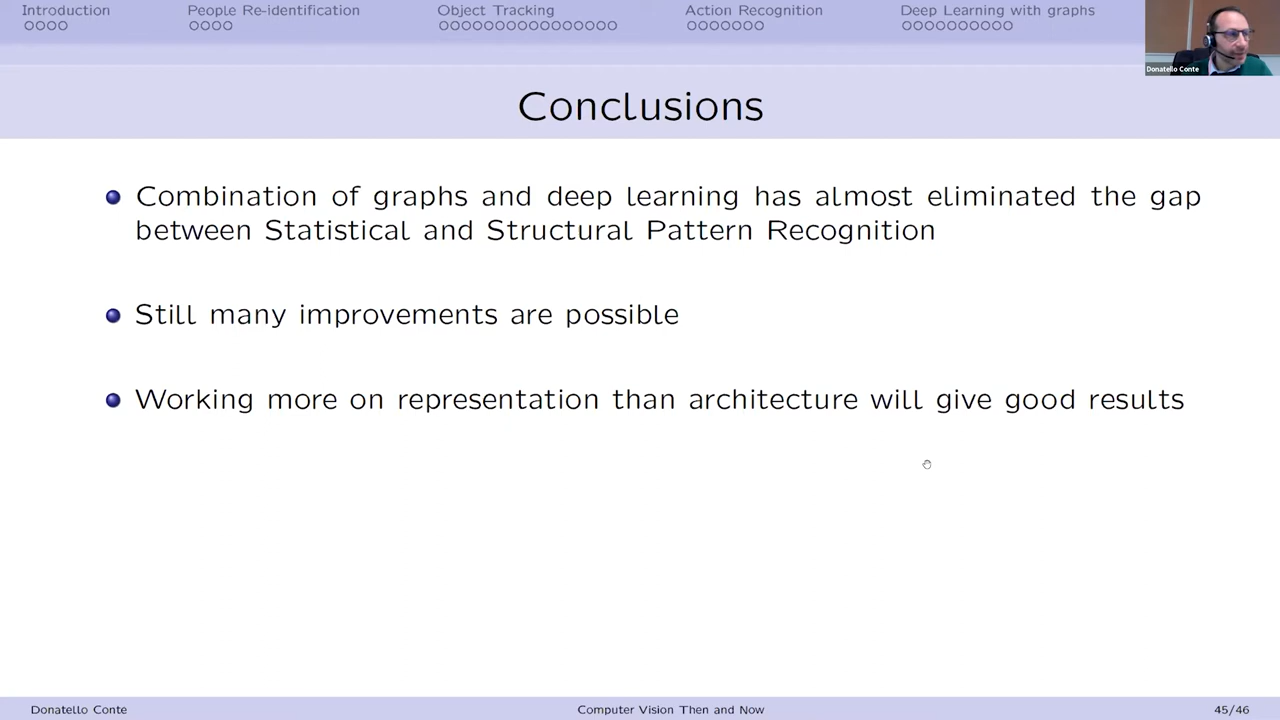 Introduction
People Re-identification
Object Tracking
Action Recognition
Deep Learning with graphs
Donatello Conte
Conclusions
Combination of graphs and deep learning has almost eliminated the gap
between Statistical and Structural Pattern Recognition
Still many improvements are possible
Working more on representation than architecture will give good results
Donatello Conte
Computer Vision Then and Now
45/46